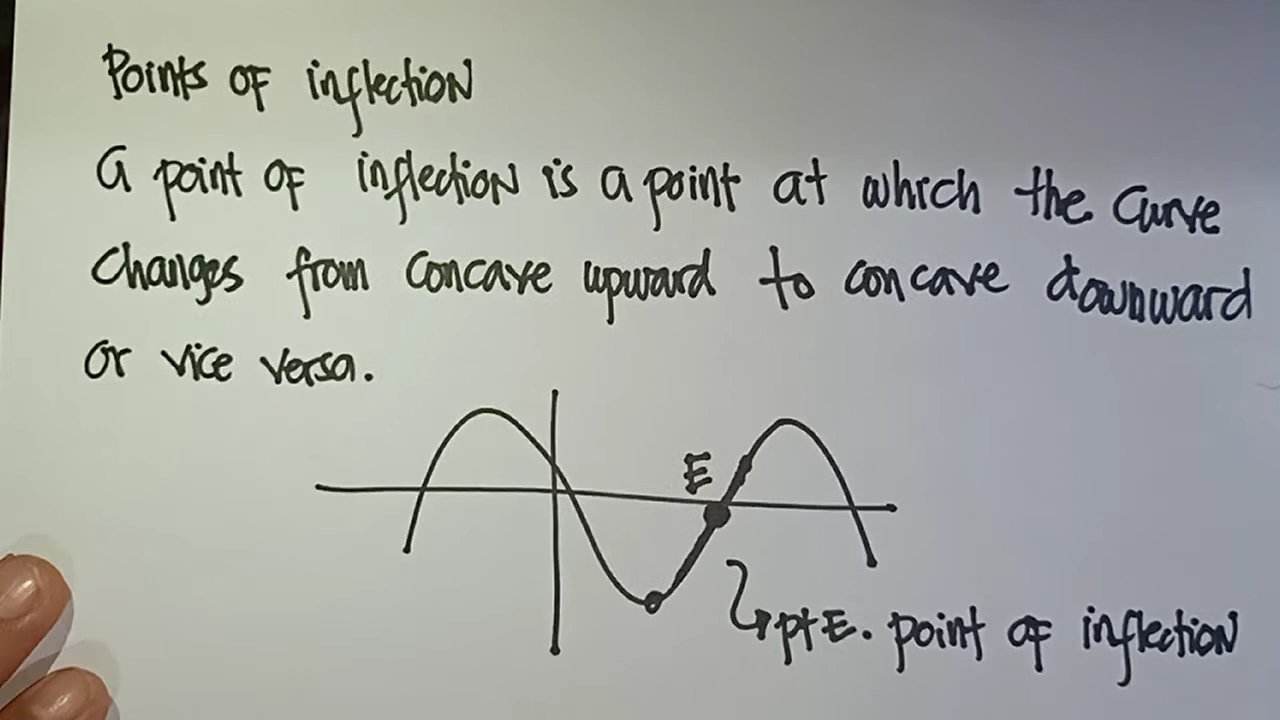 Points of inflection
A point of inflection is a point at which the curve
changes from concave upward to concave downward
or vice versa.
E
pt E. point of inflection